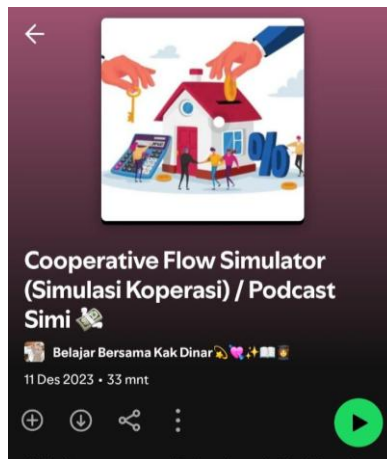 %
Cooperative Flow Simulator
(Simulasi Koperasi) / Podcast
Simi 💸
Belajar Bersama Kak Dinar💫💘✨📖👩‍🎓
11 Des 2023 • 33 mnt